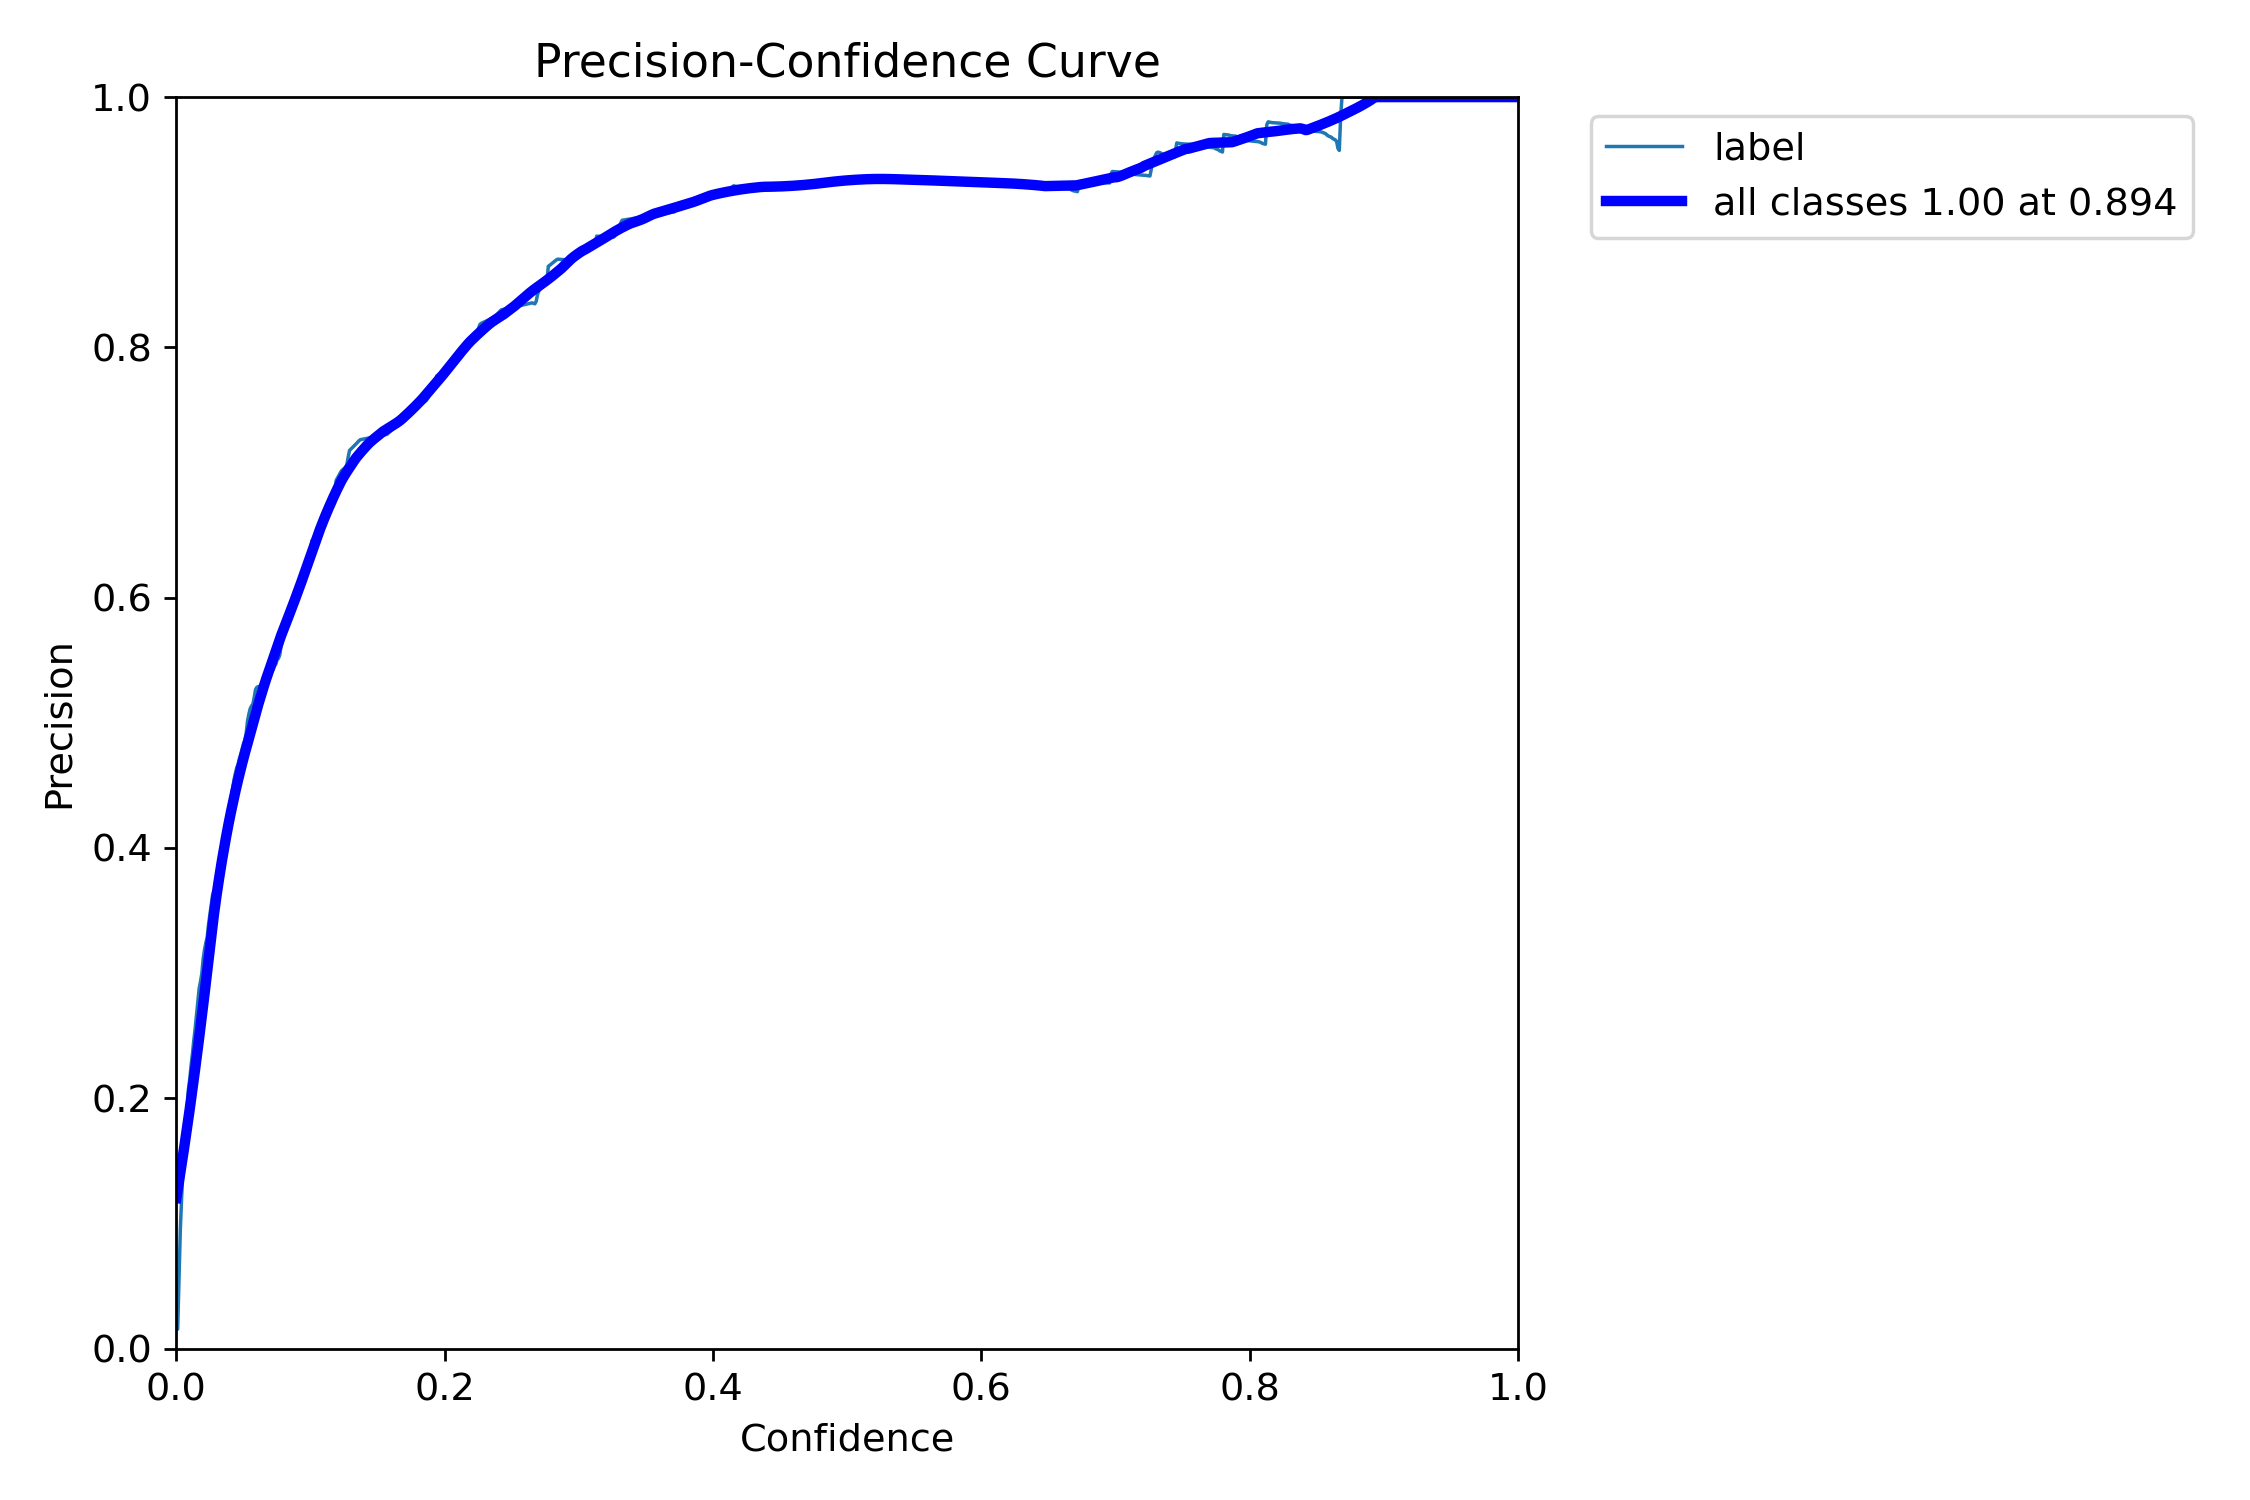 Precision-Confidence Curve
label
all classes 1.00 at 0.894
1.0
0.8
0.6
0.4
0.2
0.0
Precision
0.0 0.2 0.4 0.6 0.8 1.0
Confidence